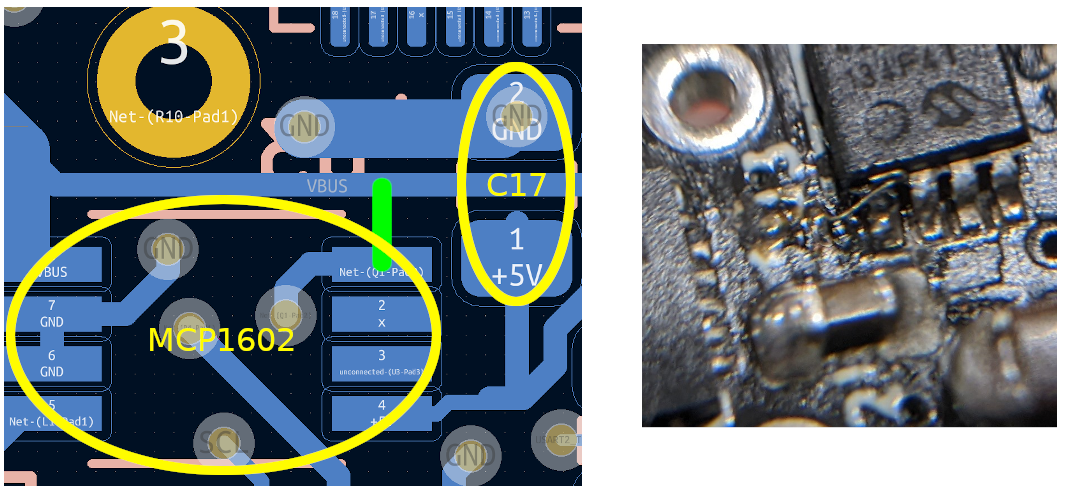 3
Net-(R10-Pad1)
18
17
16
x
15
14
13
2
GND
GND
GND
VBUS
C17
1
+5V
GND
VBUS
7
GND
6
GND
5
Net-(L1-Pad1)
MCP1602
Net-(Q1-Pad1)
2
x
3
unconnected-(U3-Pad3)
4
SCL
GND